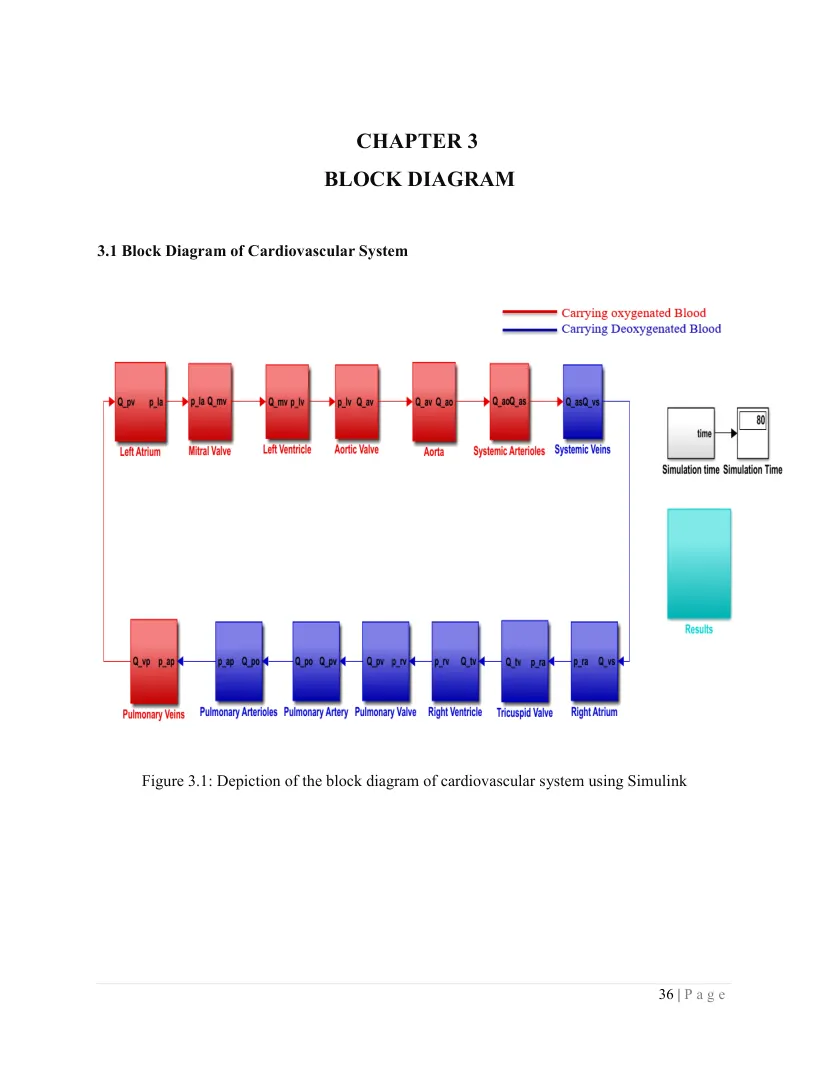 CHAPTER 3
BLOCK DIAGRAM
3.1 Block Diagram of Cardiovascular System
Carrying oxygenated Blood
Carrying Deoxygenated Blood
Q_pv p_la p_la Q_mv Q_mv p_lv p_lv Q_av Q_av Q_ao Q_aoQ_as Q_asQ_vs
Left Atrium Mitral Valve Left Ventricle Aortic Valve Aorta Systemic Arterioles Systemic Veins
80
time
Simulation time Simulation Time
Results
Q_vp p_ap p_ap Q_po Q_po Q_pv Q_pv p_rv p_rv Q_tv Q_tv p_ra p_ra Q_vs
Pulmonary Veins Pulmonary Arterioles Pulmonary Artery Pulmonary Valve Right Ventricle Tricuspid Valve Right Atrium
Figure 3.1: Depiction of the block diagram of cardiovascular system using Simulink
36 | P a g e